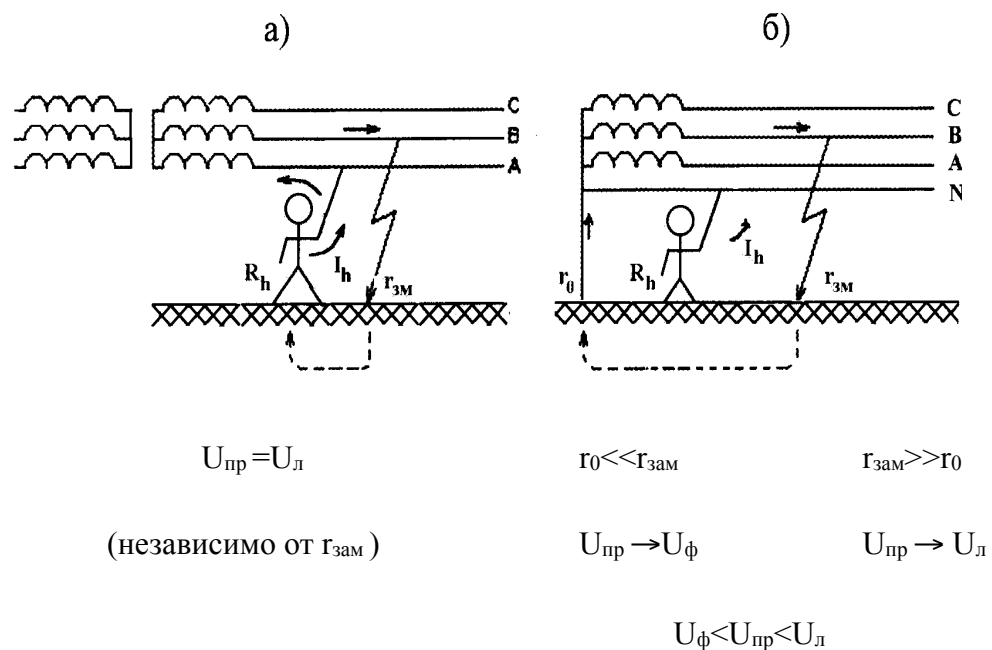 а) б)
C
B
A
R_h I_h r_зм
C
B
A
N
r_0 R_h I_h r_зм
U_пр =U_л r_0<<r_зам r_зам>>r_0
(независимо от r_зам ) U_пр →U_ф U_пр → U_л
U_ф<U_пр<U_л